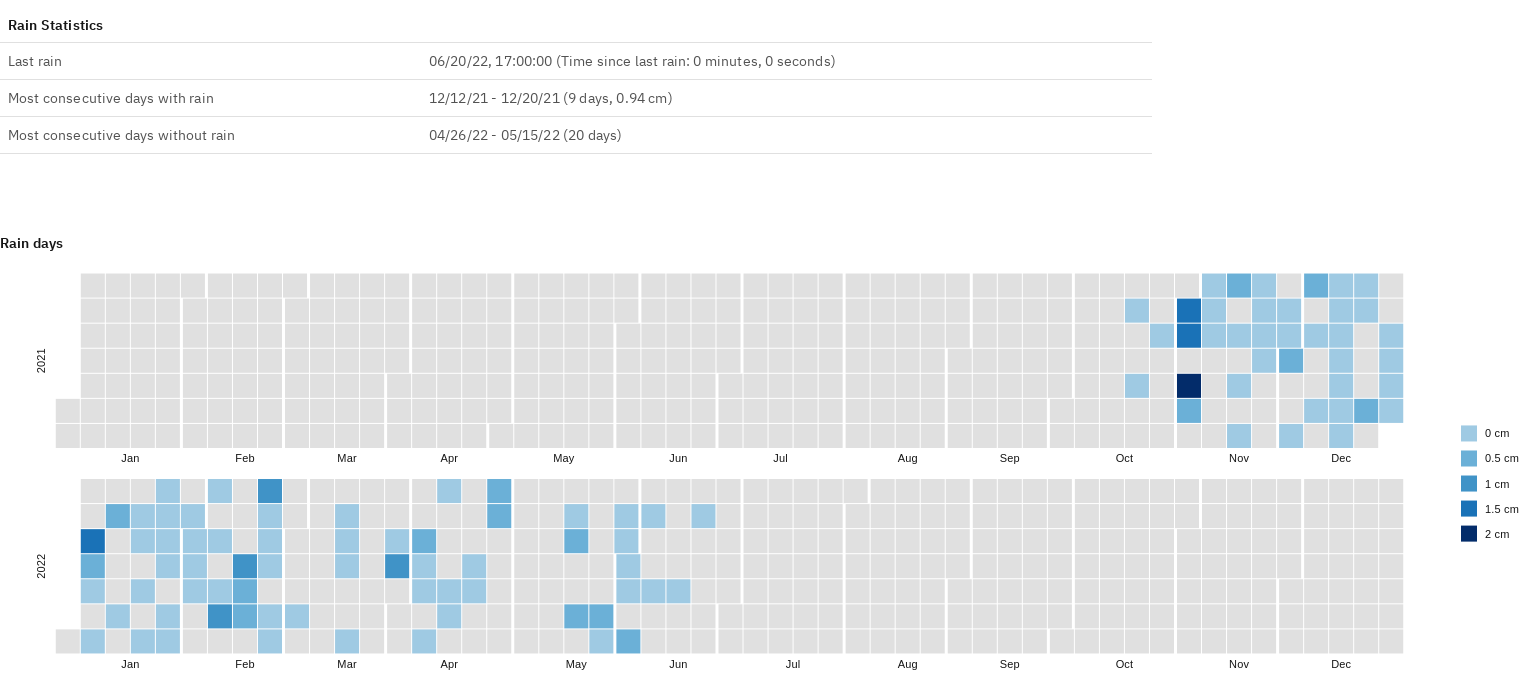 Rain Statistics
Last rain 06/20/22, 17:00:00 (Time since last rain: 0 minutes, 0 seconds)
Most consecutive days with rain 12/12/21 - 12/20/21 (9 days, 0.94 cm)
Most consecutive days without rain 04/26/22 - 05/15/22 (20 days)
Rain days
2021
Jan Feb Mar Apr May Jun Jul Aug Sep Oct Nov Dec
2022
Jan Feb Mar Apr May Jun Jul Aug Sep Oct Nov Dec
0 cm
0.5 cm
1 cm
1.5 cm
2 cm